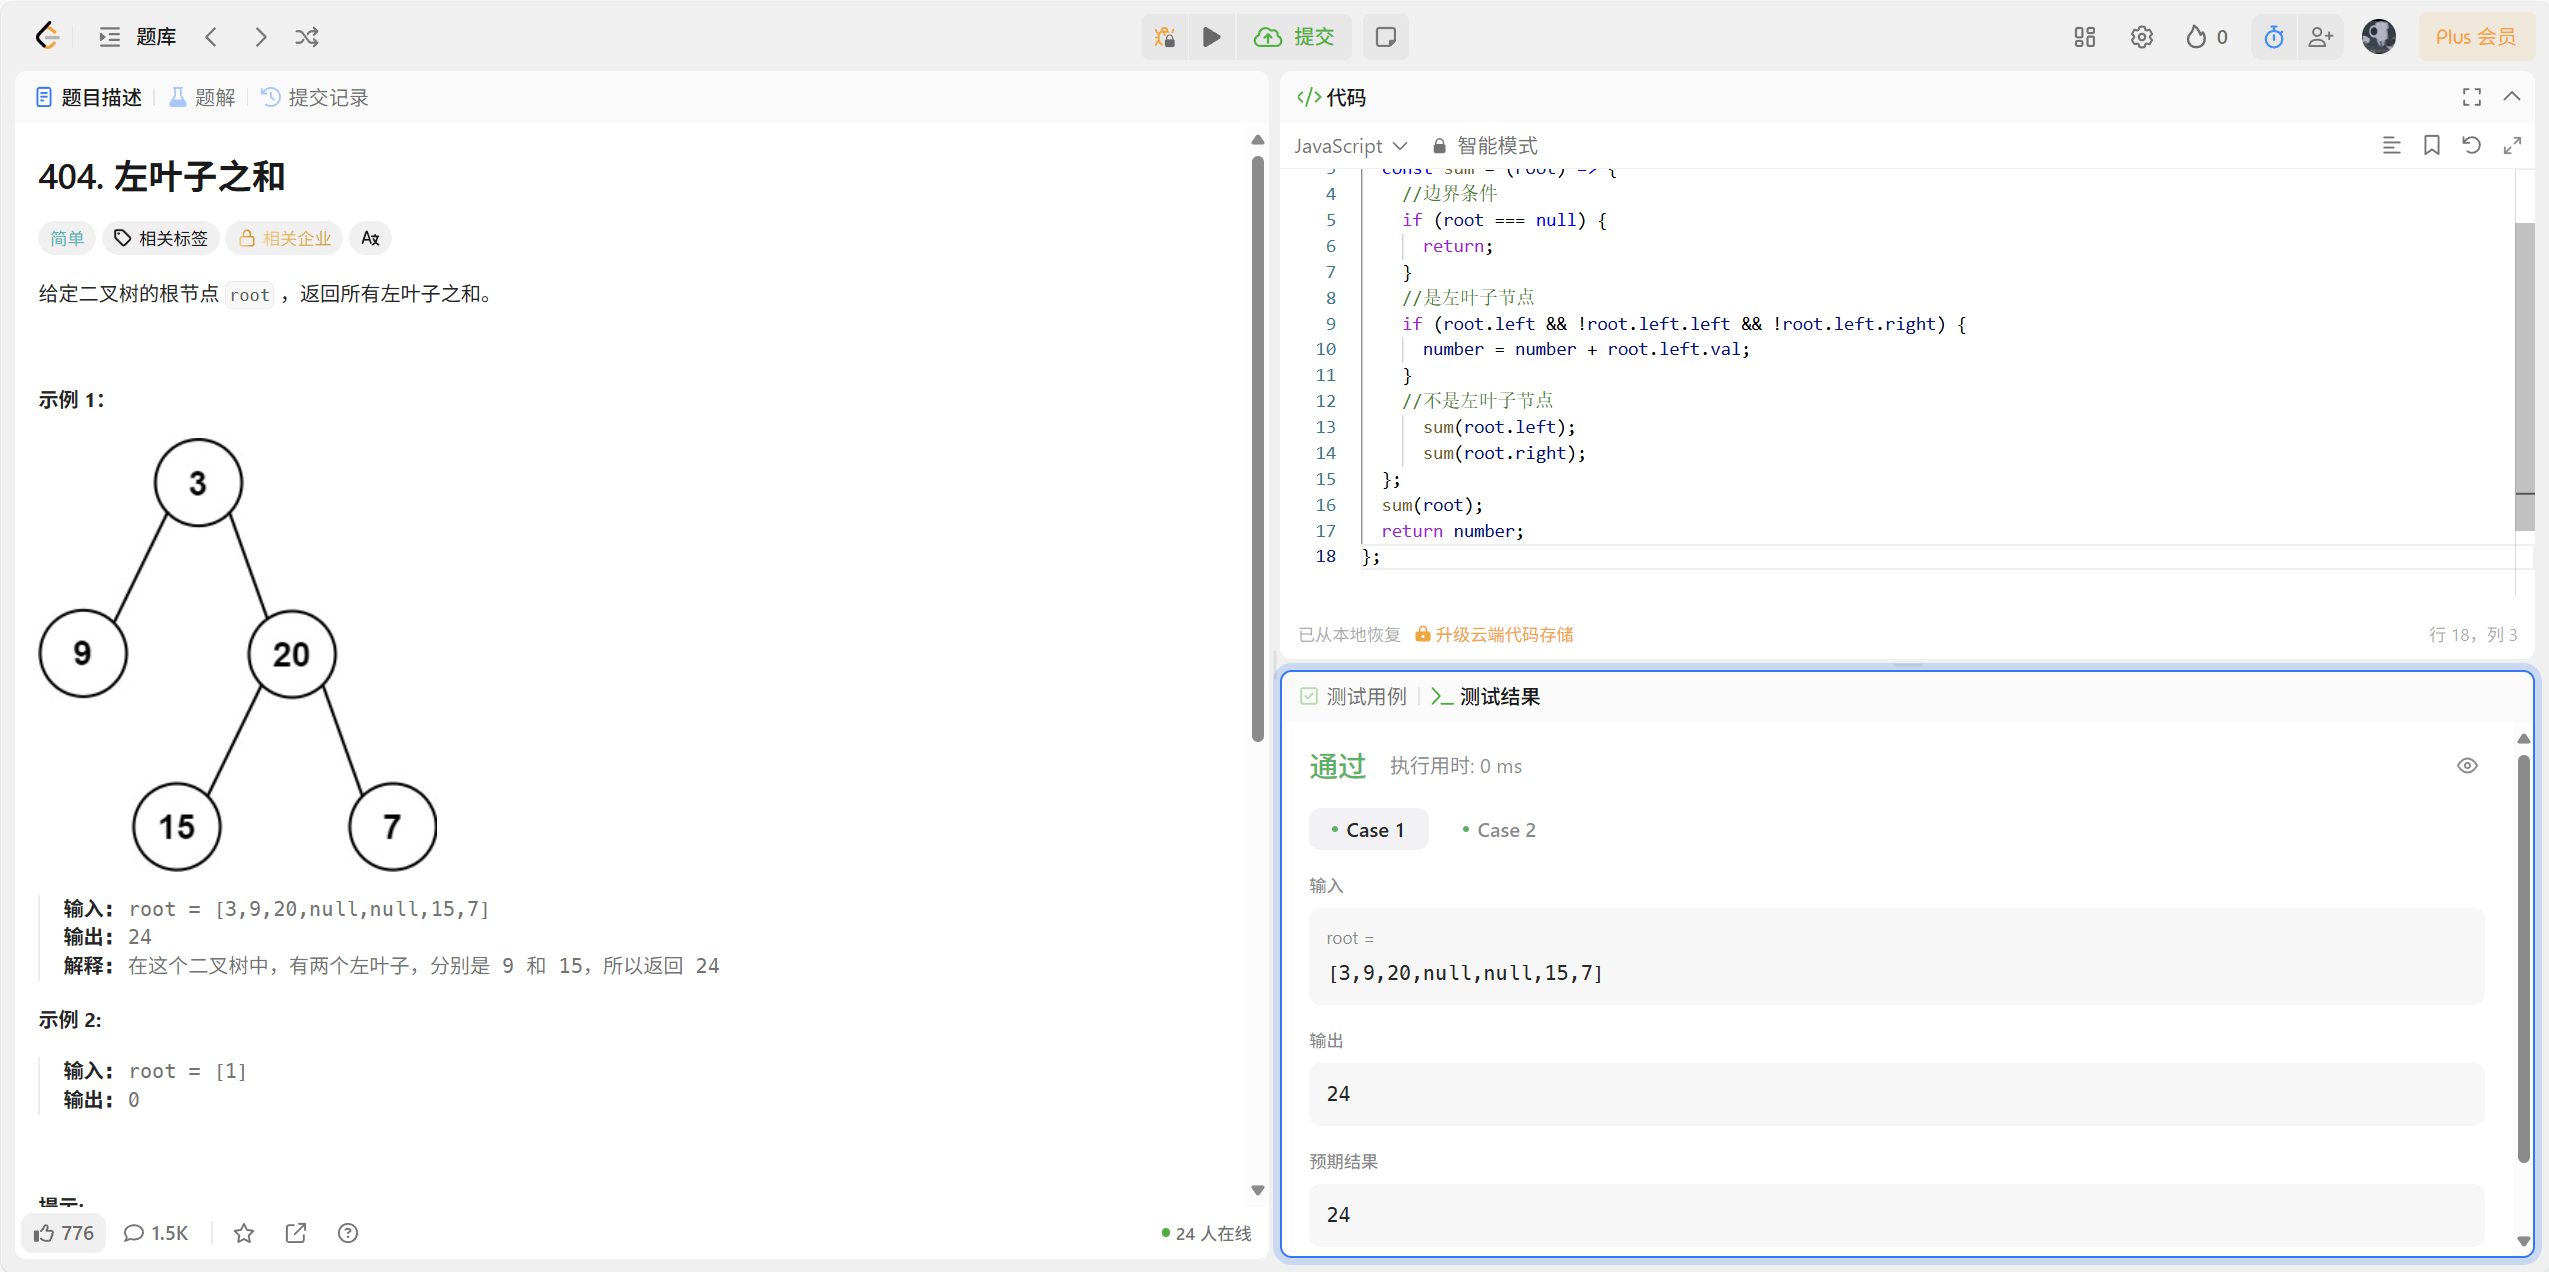 题库
提交
0
Plus 会员
题目描述
题解
提交记录
404. 左叶子之和
简单
相关标签
相关企业
给定二叉树的根节点 root ，返回所有左叶子之和。
示例 1：
3
9
20
15
7
输入： root = [3,9,20,null,null,15,7]
输出： 24
解释： 在这个二叉树中，有两个左叶子，分别是 9 和 15，所以返回 24
示例 2:
输入： root = [1]
输出： 0
提示:
776
1.5K
24 人在线
代码
JavaScript
智能模式
3 const sum = (root) => {
4 //边界条件
5 if (root === null) {
6 return;
7 }
8 //是左叶子节点
9 if (root.left && !root.left.left && !root.left.right) {
10 number = number + root.left.val;
11 }
12 //不是左叶子节点
13 sum(root.left);
14 sum(root.right);
15 };
16 sum(root);
17 return number;
18 };
已从本地恢复
升级云端代码存储
行 18，列 3
测试用例
测试结果
通过
执行用时: 0 ms
Case 1
Case 2
输入
root =
[3,9,20,null,null,15,7]
输出
24
预期结果
24